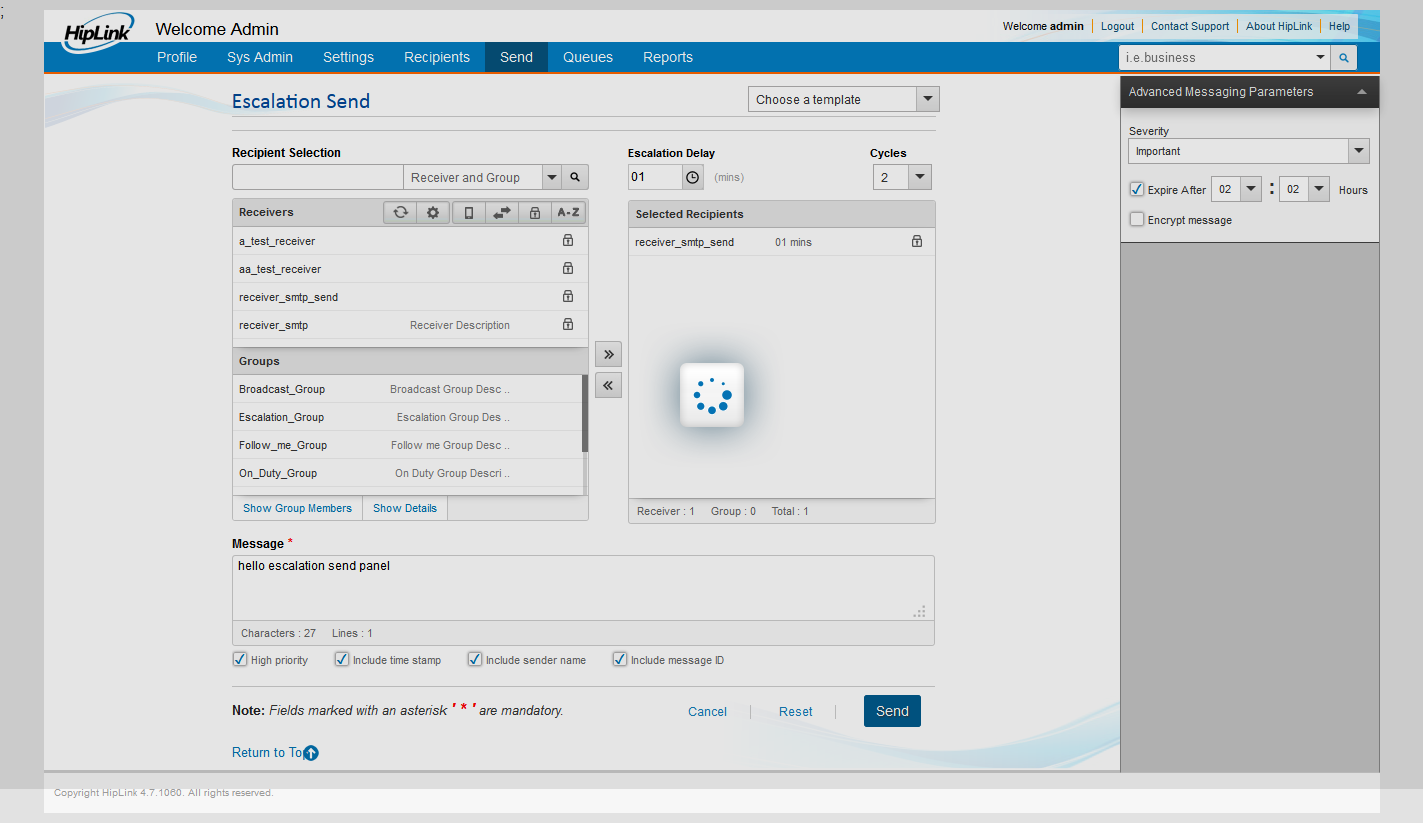 ;
HipLink
Welcome Admin
Welcome admin Logout Contact Support About HipLink Help
Profile Sys Admin Settings Recipients Send Queues Reports
i.e.business
Escalation Send
Choose a template
Advanced Messaging Parameters
Severity
Important
Expire After 02 : 02 Hours
Encrypt message
Recipient Selection
Receiver and Group
Escalation Delay
01 (mins)
Cycles
2
Receivers A-Z
a_test_receiver
aa_test_receiver
receiver_smtp_send
receiver_smtp Receiver Description
Groups
Broadcast_Group Broadcast Group Desc ..
Escalation_Group Escalation Group Des ..
Follow_me_Group Follow me Group Desc ..
On_Duty_Group On Duty Group Descri ..
Show Group Members Show Details
Selected Recipients
receiver_smtp_send 01 mins
Receiver : 1 Group : 0 Total : 1
Message *
hello escalation send panel
Characters : 27 Lines : 1
High priority Include time stamp Include sender name Include message ID
Note: Fields marked with an asterisk ' * ' are mandatory.
Cancel Reset Send
Return to Top
Copyright HipLink 4.7.1060. All rights reserved.